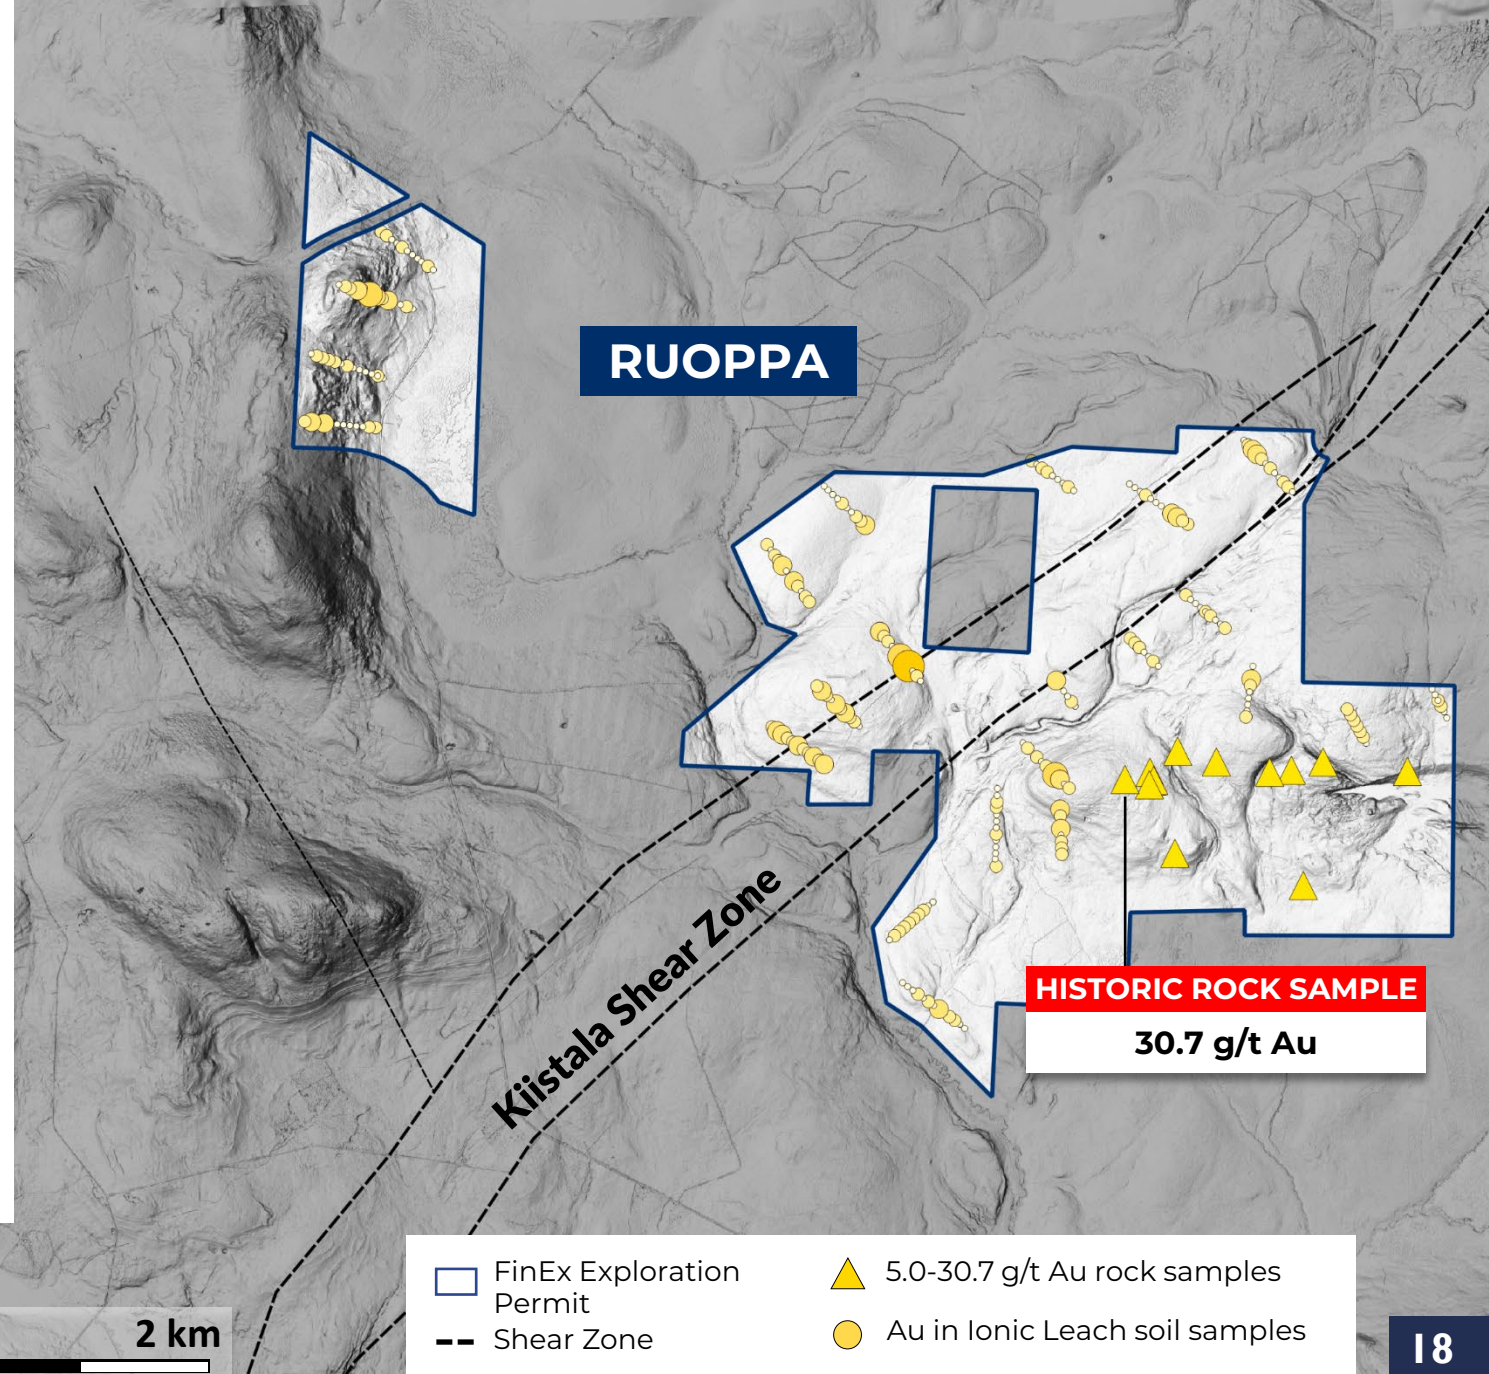 RUOPPA
Kiistala Shear Zone
HISTORIC ROCK SAMPLE
30.7 g/t Au
FinEx Exploration
Permit
Shear Zone
5.0-30.7 g/t Au rock samples
Au in Ionic Leach soil samples
2 km
18